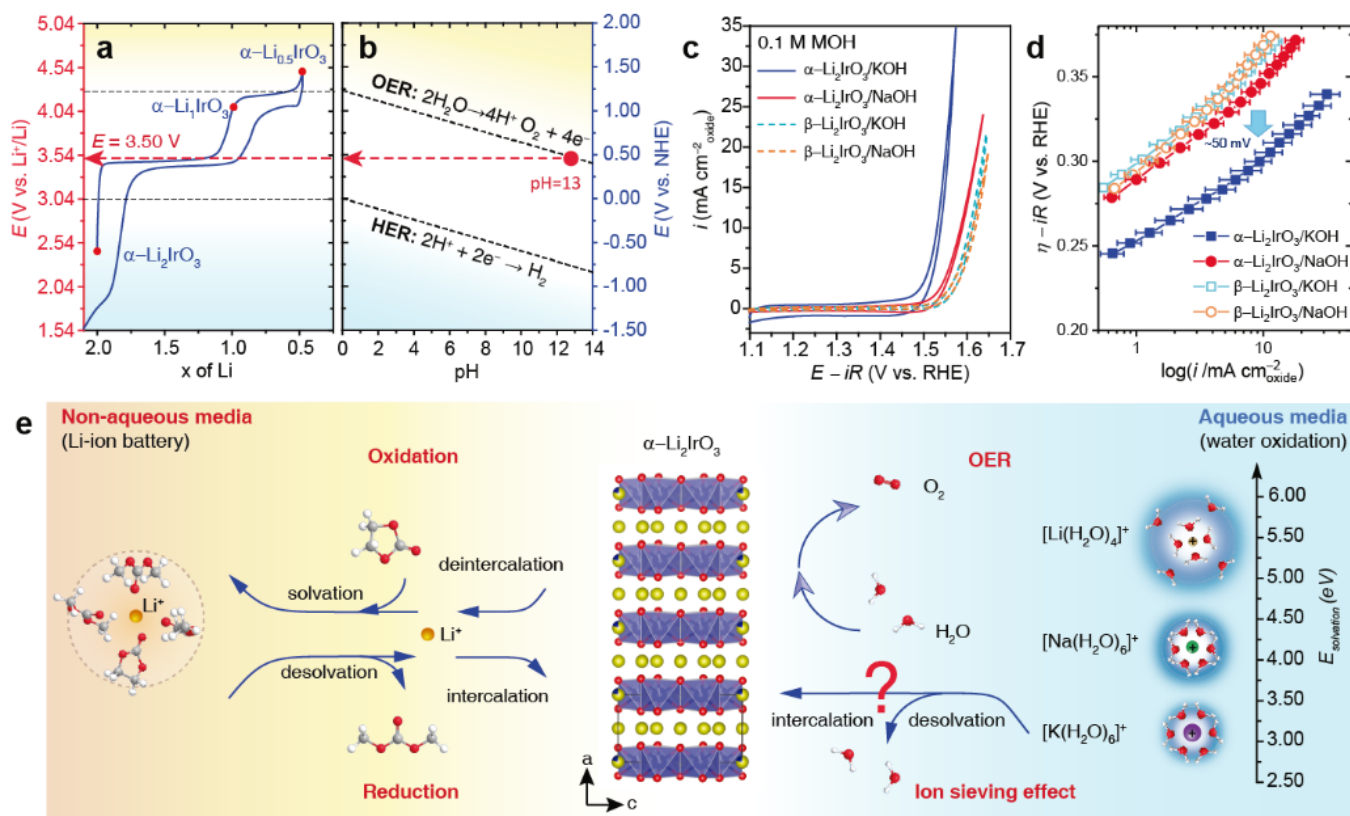 a
E (V vs. Li⁺/Li)
5.04
4.54
4.04
3.54
3.04
2.54
2.04
1.54
α–Li₀.₅IrO₃
α–Li₁IrO₃
E = 3.50 V
α–Li₂IrO₃
2.0 1.5 1.0 0.5
x of Li
b
OER: 2H₂O→4H⁺ O₂ + 4e⁻
pH=13
HER: 2H⁺ + 2e⁻ → H₂
0 2 4 6 8 10 12 14
pH
2.00
1.50
1.00
0.50
0.00
-0.50
-1.00
-1.50
E (V vs. NHE)
c
0.1 M MOH
α–Li₂IrO₃/KOH
α–Li₂IrO₃/NaOH
β–Li₂IrO₃/KOH
β–Li₂IrO₃/NaOH
i (mA cm⁻²oxide)
35
30
25
20
15
10
5
0
1.1 1.2 1.3 1.4 1.5 1.6 1.7
E – iR (V vs. RHE)
d
η – iR (V vs. RHE)
0.35
0.30
0.25
0.20
~50 mV
α–Li₂IrO₃/KOH
α–Li₂IrO₃/NaOH
β–Li₂IrO₃/KOH
β–Li₂IrO₃/NaOH
1 10
log(i /mA cm⁻²oxide)
e
Non-aqueous media
(Li-ion battery)
Oxidation
Li⁺
solvation
deintercalation
Li⁺
desolvation
intercalation
Reduction
α–Li₂IrO₃
a
c
OER
O₂
H₂O
?
intercalation
desolvation
Ion sieving effect
Aqueous media
(water oxidation)
[Li(H₂O)₄]⁺
[Na(H₂O)₆]⁺
[K(H₂O)₆]⁺
+
+
+
6.00
5.50
5.00
4.50
4.00
3.50
3.00
2.50
E solvation (eV)